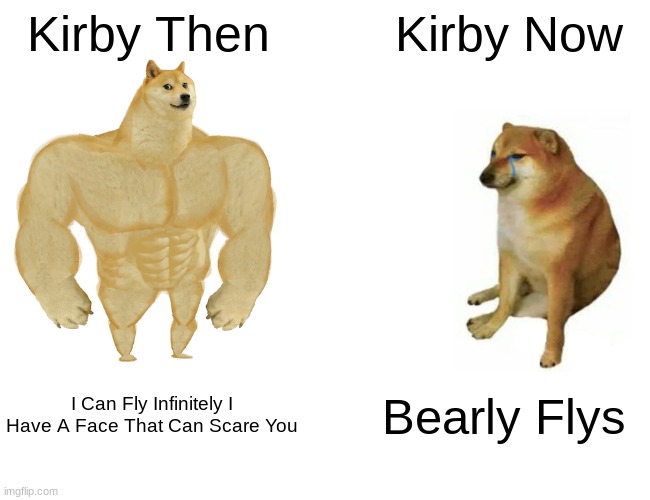 Kirby Then
Kirby Now
I Can Fly Infinitely I
Have A Face That Can Scare You
Bearly Flys
imgflip.com